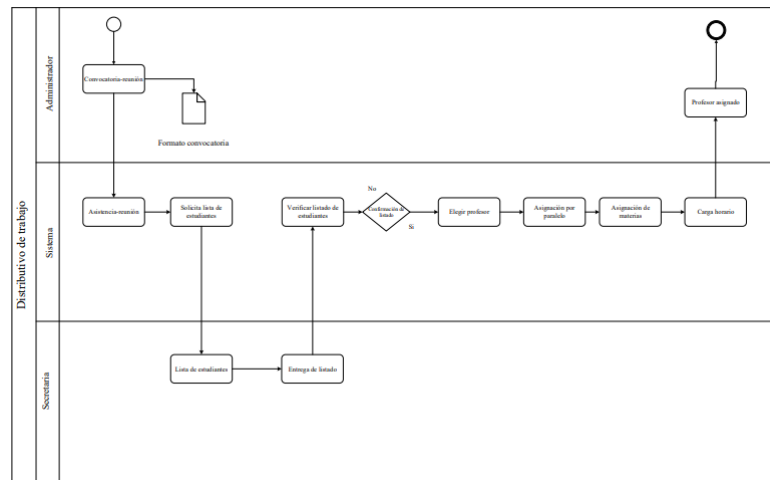 Distributivo de trabajo
Administrador
Convocatoria-reunión
Formato convocatoria
Profesor asignado
Sistema
Asistencia-reunión
Solicita lista de
estudiantes
Verificar listado de
estudiantes
No
Confirmación de
listado
Si
Elegir profesor
Asignación por
paralelo
Asignación de
materias
Carga horario
Secretaria
Lista de estudiantes
Entrega de listado